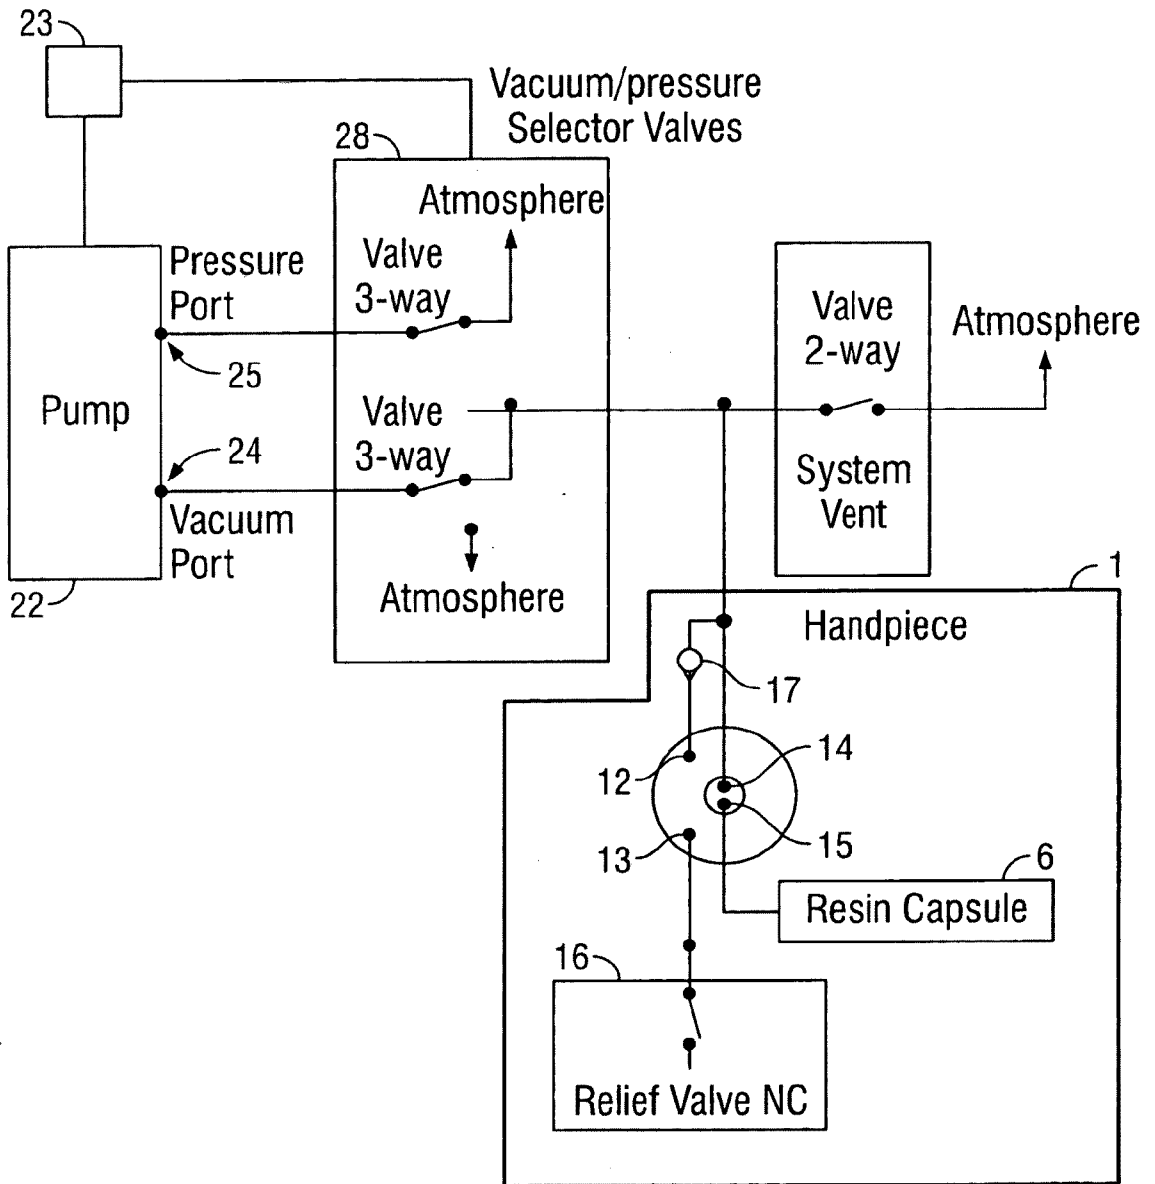 23
Vacuum/pressure
Selector Valves
28
Atmosphere
Pressure
Port
Valve
3-way
25
Pump
Valve
3-way
24
Vacuum
Port
22
Atmosphere
Valve
2-way
Atmosphere
System
Vent
1
Handpiece
17
12
14
13
15
6
Resin Capsule
16
Relief Valve NC